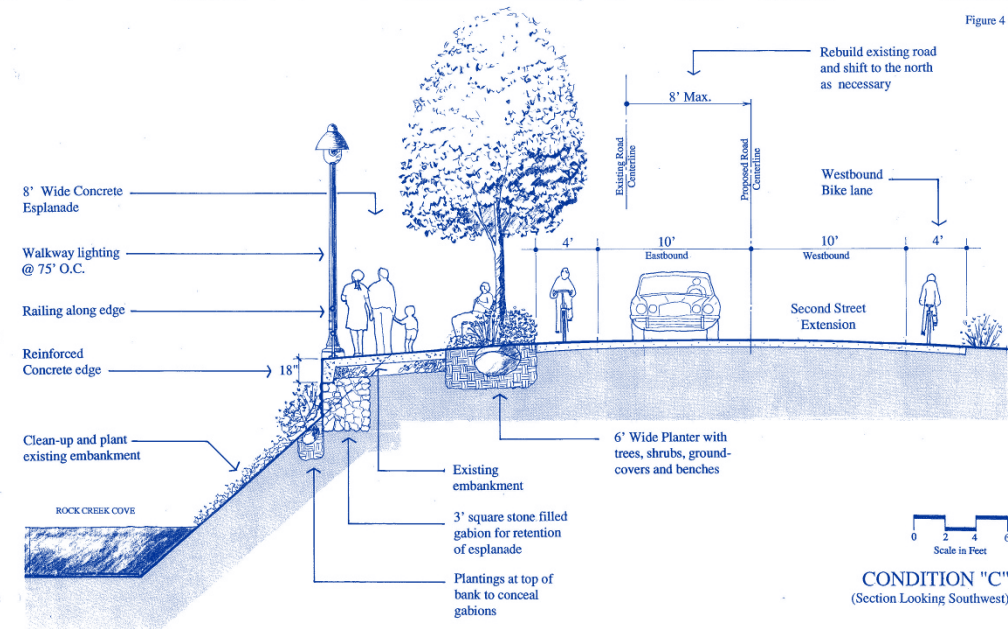 Figure 4
Rebuild existing road
and shift to the north
as necessary
8' Max.
Existing Road
Centerline
Proposed Road
Centerline
8' Wide Concrete
Esplanade
Westbound
Bike lane
Walkway lighting
@ 75' O.C.
4'
10'
10'
4'
Eastbound
Westbound
Railing along edge
Second Street
Extension
Reinforced
Concrete edge
18"
Clean-up and plant
existing embankment
6' Wide Planter with
trees, shrubs, ground-
covers and benches
Existing
embankment
ROCK CREEK COVE
3' square stone filled
gabion for retention
of esplanade
0 2 4 6
Scale in Feet
Plantings at top of
bank to conceal
gabions
CONDITION "C"
(Section Looking Southwest)